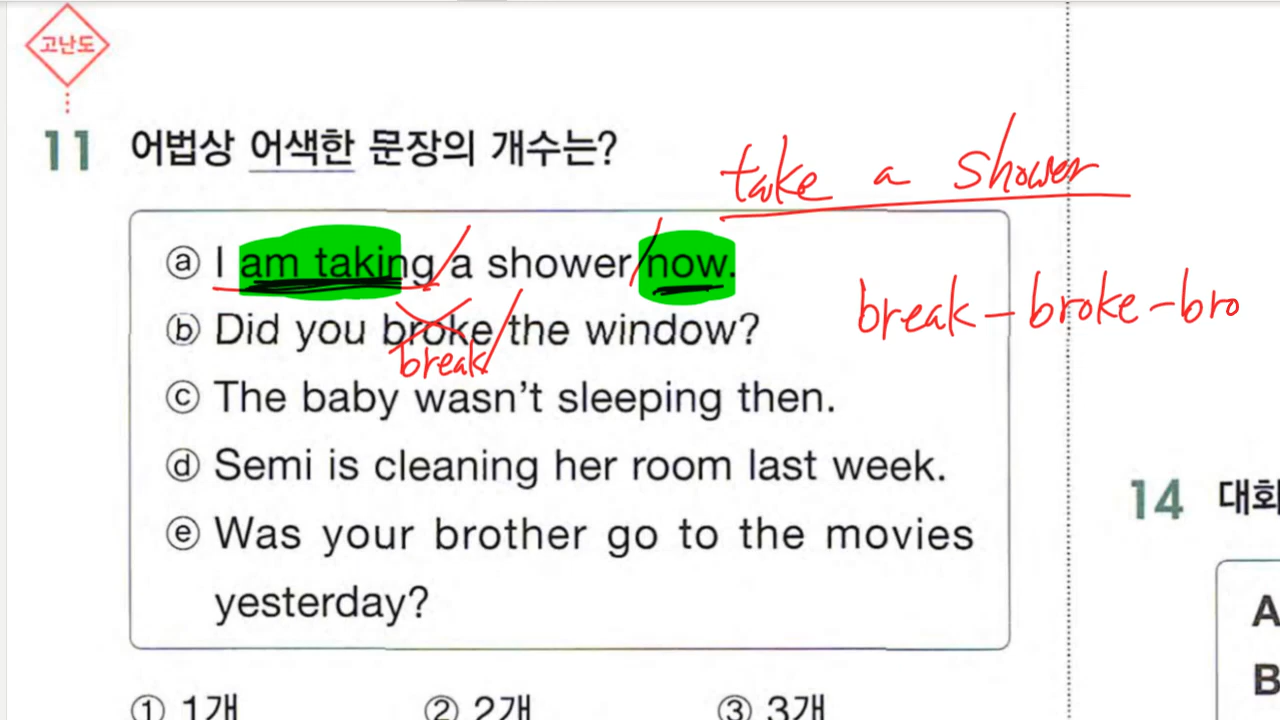 고난도
11 어법상 어색한 문장의 개수는?
take a shower
ⓐ I am taking a shower now.
break-broke-bro
ⓑ Did you broke the window?
break
ⓒ The baby wasn't sleeping then.
ⓓ Semi is cleaning her room last week.
ⓔ Was your brother go to the movies
yesterday?
14 대화
A
B
① 1개 ② 2개 ③ 3개